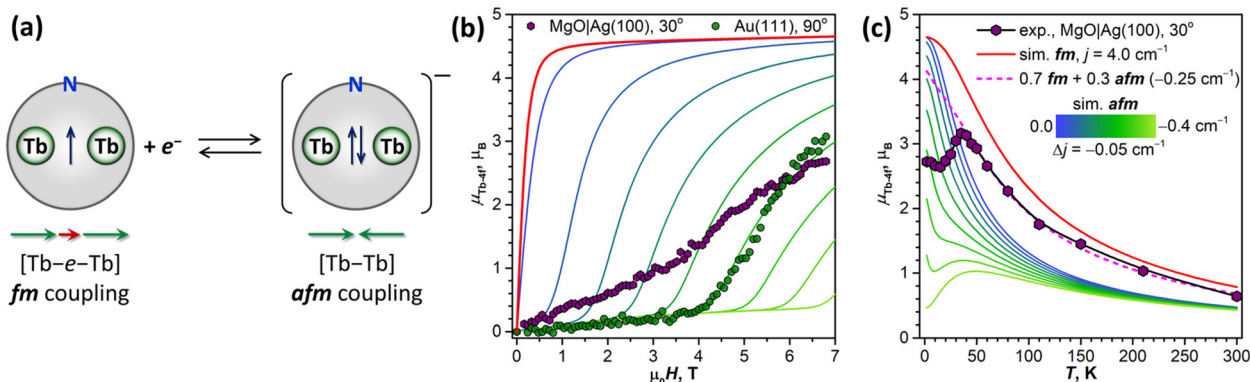 (a)
N
Tb
Tb
+ e⁻
N
Tb
Tb
−
[Tb−e−Tb]
fm coupling
[Tb−Tb]
afm coupling
(b)
MgO|Ag(100), 30°
Au(111), 90°
μTb-4f, μB
5
4
3
2
1
0
0 1 2 3 4 5 6 7
μ₀H, T
(c)
exp., MgO|Ag(100), 30°
sim. fm, j = 4.0 cm⁻¹
0.7 fm + 0.3 afm (−0.25 cm⁻¹)
sim. afm
0.0
−0.4 cm⁻¹
Δj = −0.05 cm⁻¹
μTb-4f, μB
5
4
3
2
1
0
0 50 100 150 200 250 300
T, K